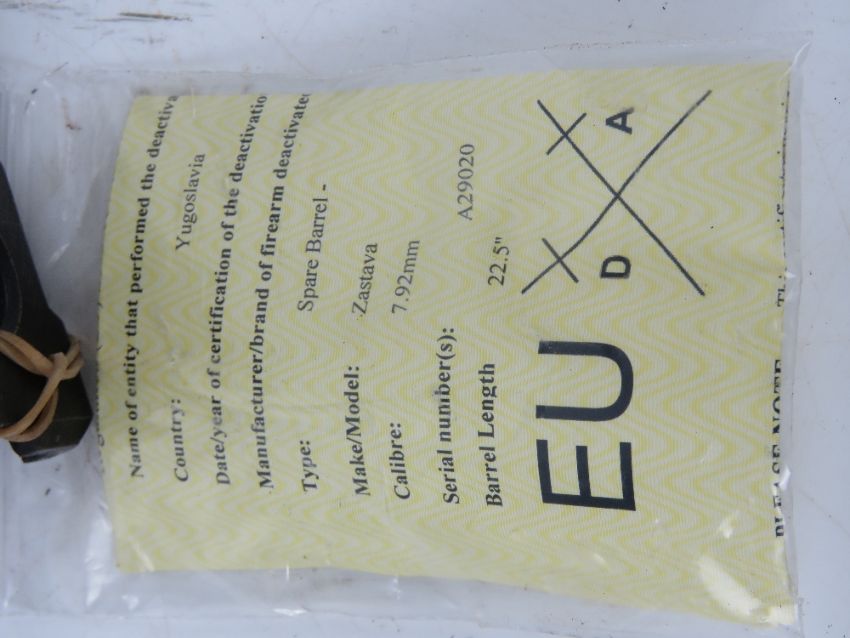 Name of entity that performed the deactiva
Country: Yugoslavia
Date/year of certification of the deactivatio
Manufacturer/brand of firearm deactivated
Type: Spare Barrel -
Make/Model: Zastava
Calibre: 7.92mm
Serial number(s): A29020
Barrel Length 22.5"
EU D A
PLEASE NOTE